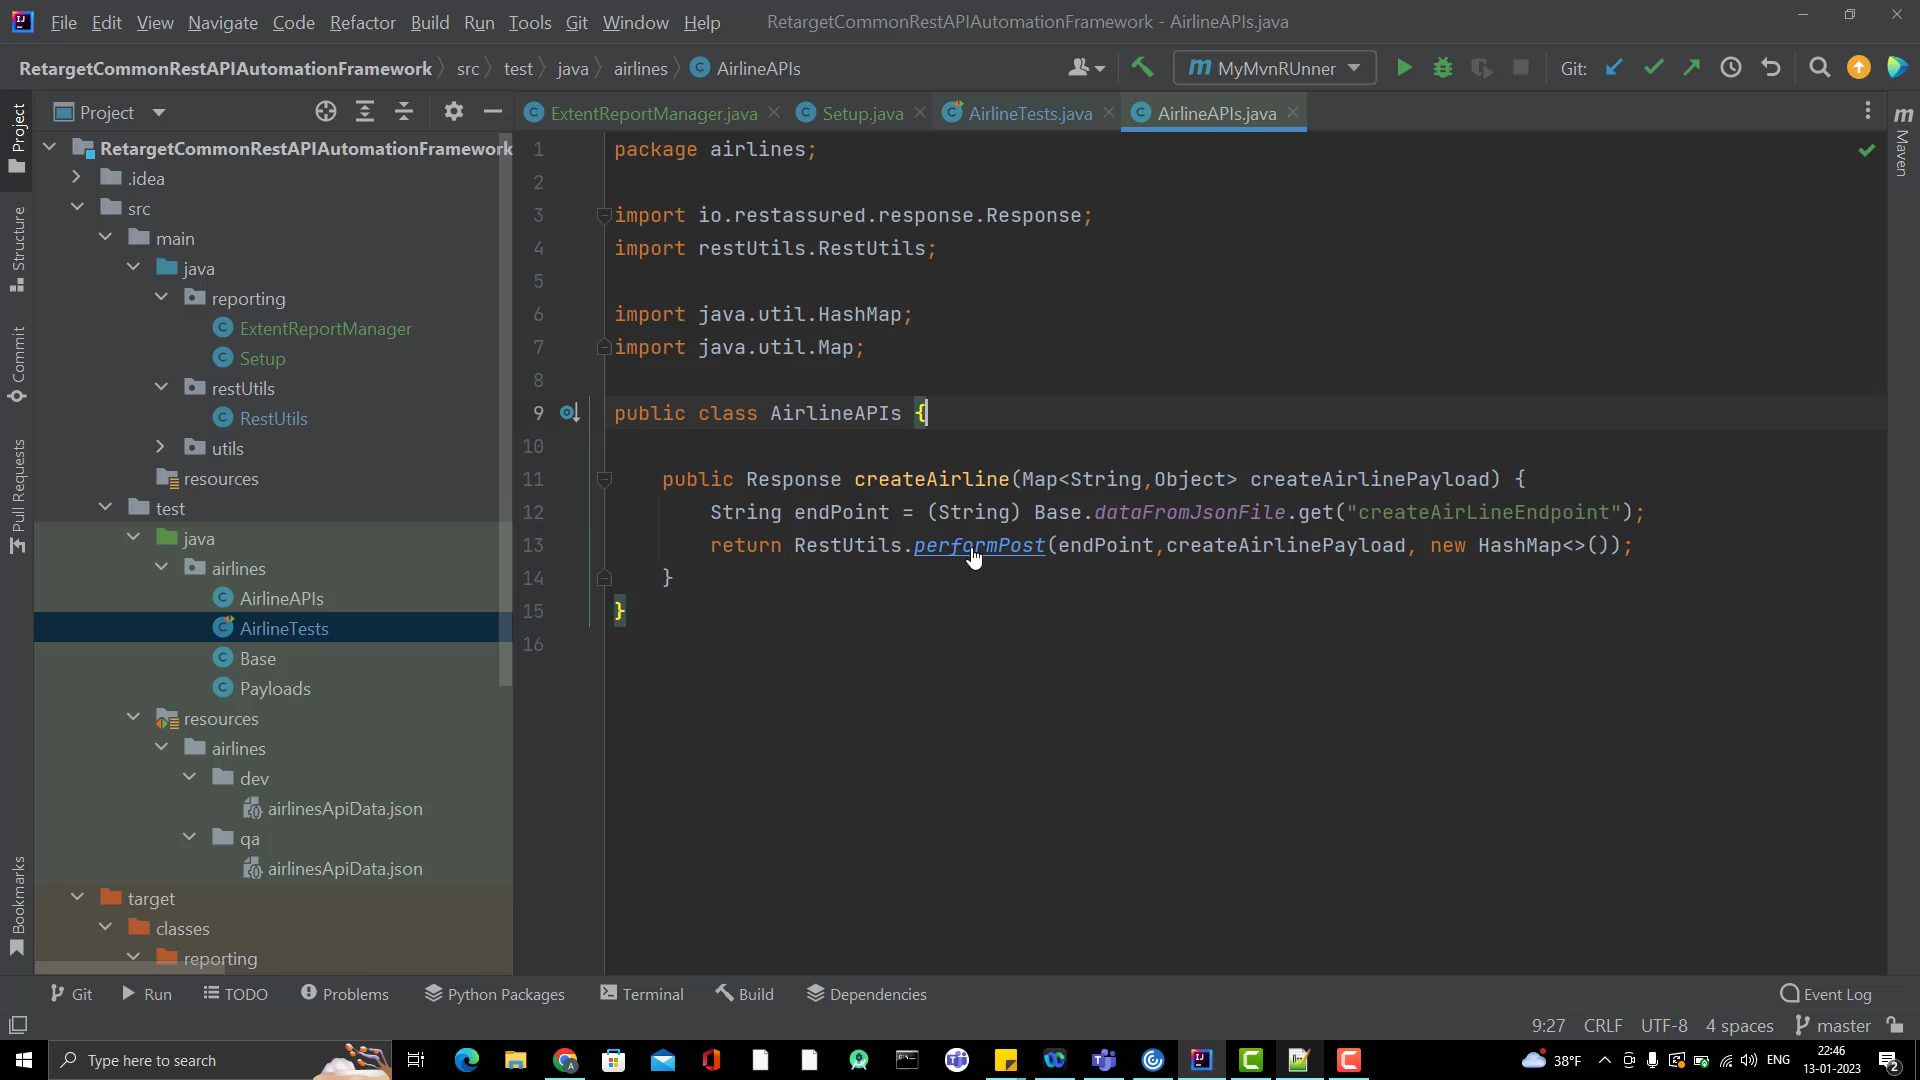 File Edit View Navigate Code Refactor Build Run Tools Git Window Help RetargetCommonRestAPIAutomationFramework - AirlineAPIs.java
RetargetCommonRestAPIAutomationFramework src test java airlines AirlineAPIs MyMvnRUnner Git:
Project
ExtentReportManager.java Setup.java AirlineTests.java AirlineAPIs.java
Project
Structure
Commit
Pull Requests
Bookmarks
RetargetCommonRestAPIAutomationFramework
.idea
src
main
java
reporting
ExtentReportManager
Setup
restUtils
RestUtils
utils
resources
test
java
airlines
AirlineAPIs
AirlineTests
Base
Payloads
resources
airlines
dev
airlinesApiData.json
qa
airlinesApiData.json
target
classes
reporting
1 package airlines;
2
3 import io.restassured.response.Response;
4 import restUtils.RestUtils;
5
6 import java.util.HashMap;
7 import java.util.Map;
8
9 public class AirlineAPIs {
10
11 public Response createAirline(Map<String,Object> createAirlinePayload) {
12 String endPoint = (String) Base.dataFromJsonFile.get("createAirLineEndpoint");
13 return RestUtils.performPost(endPoint,createAirlinePayload, new HashMap<>());
14 }
15 }
16
Maven
Git Run TODO Problems Python Packages Terminal Build Dependencies Event Log
9:27 CRLF UTF-8 4 spaces master
Type here to search
38°F ENG
22:46
13-01-2023
2